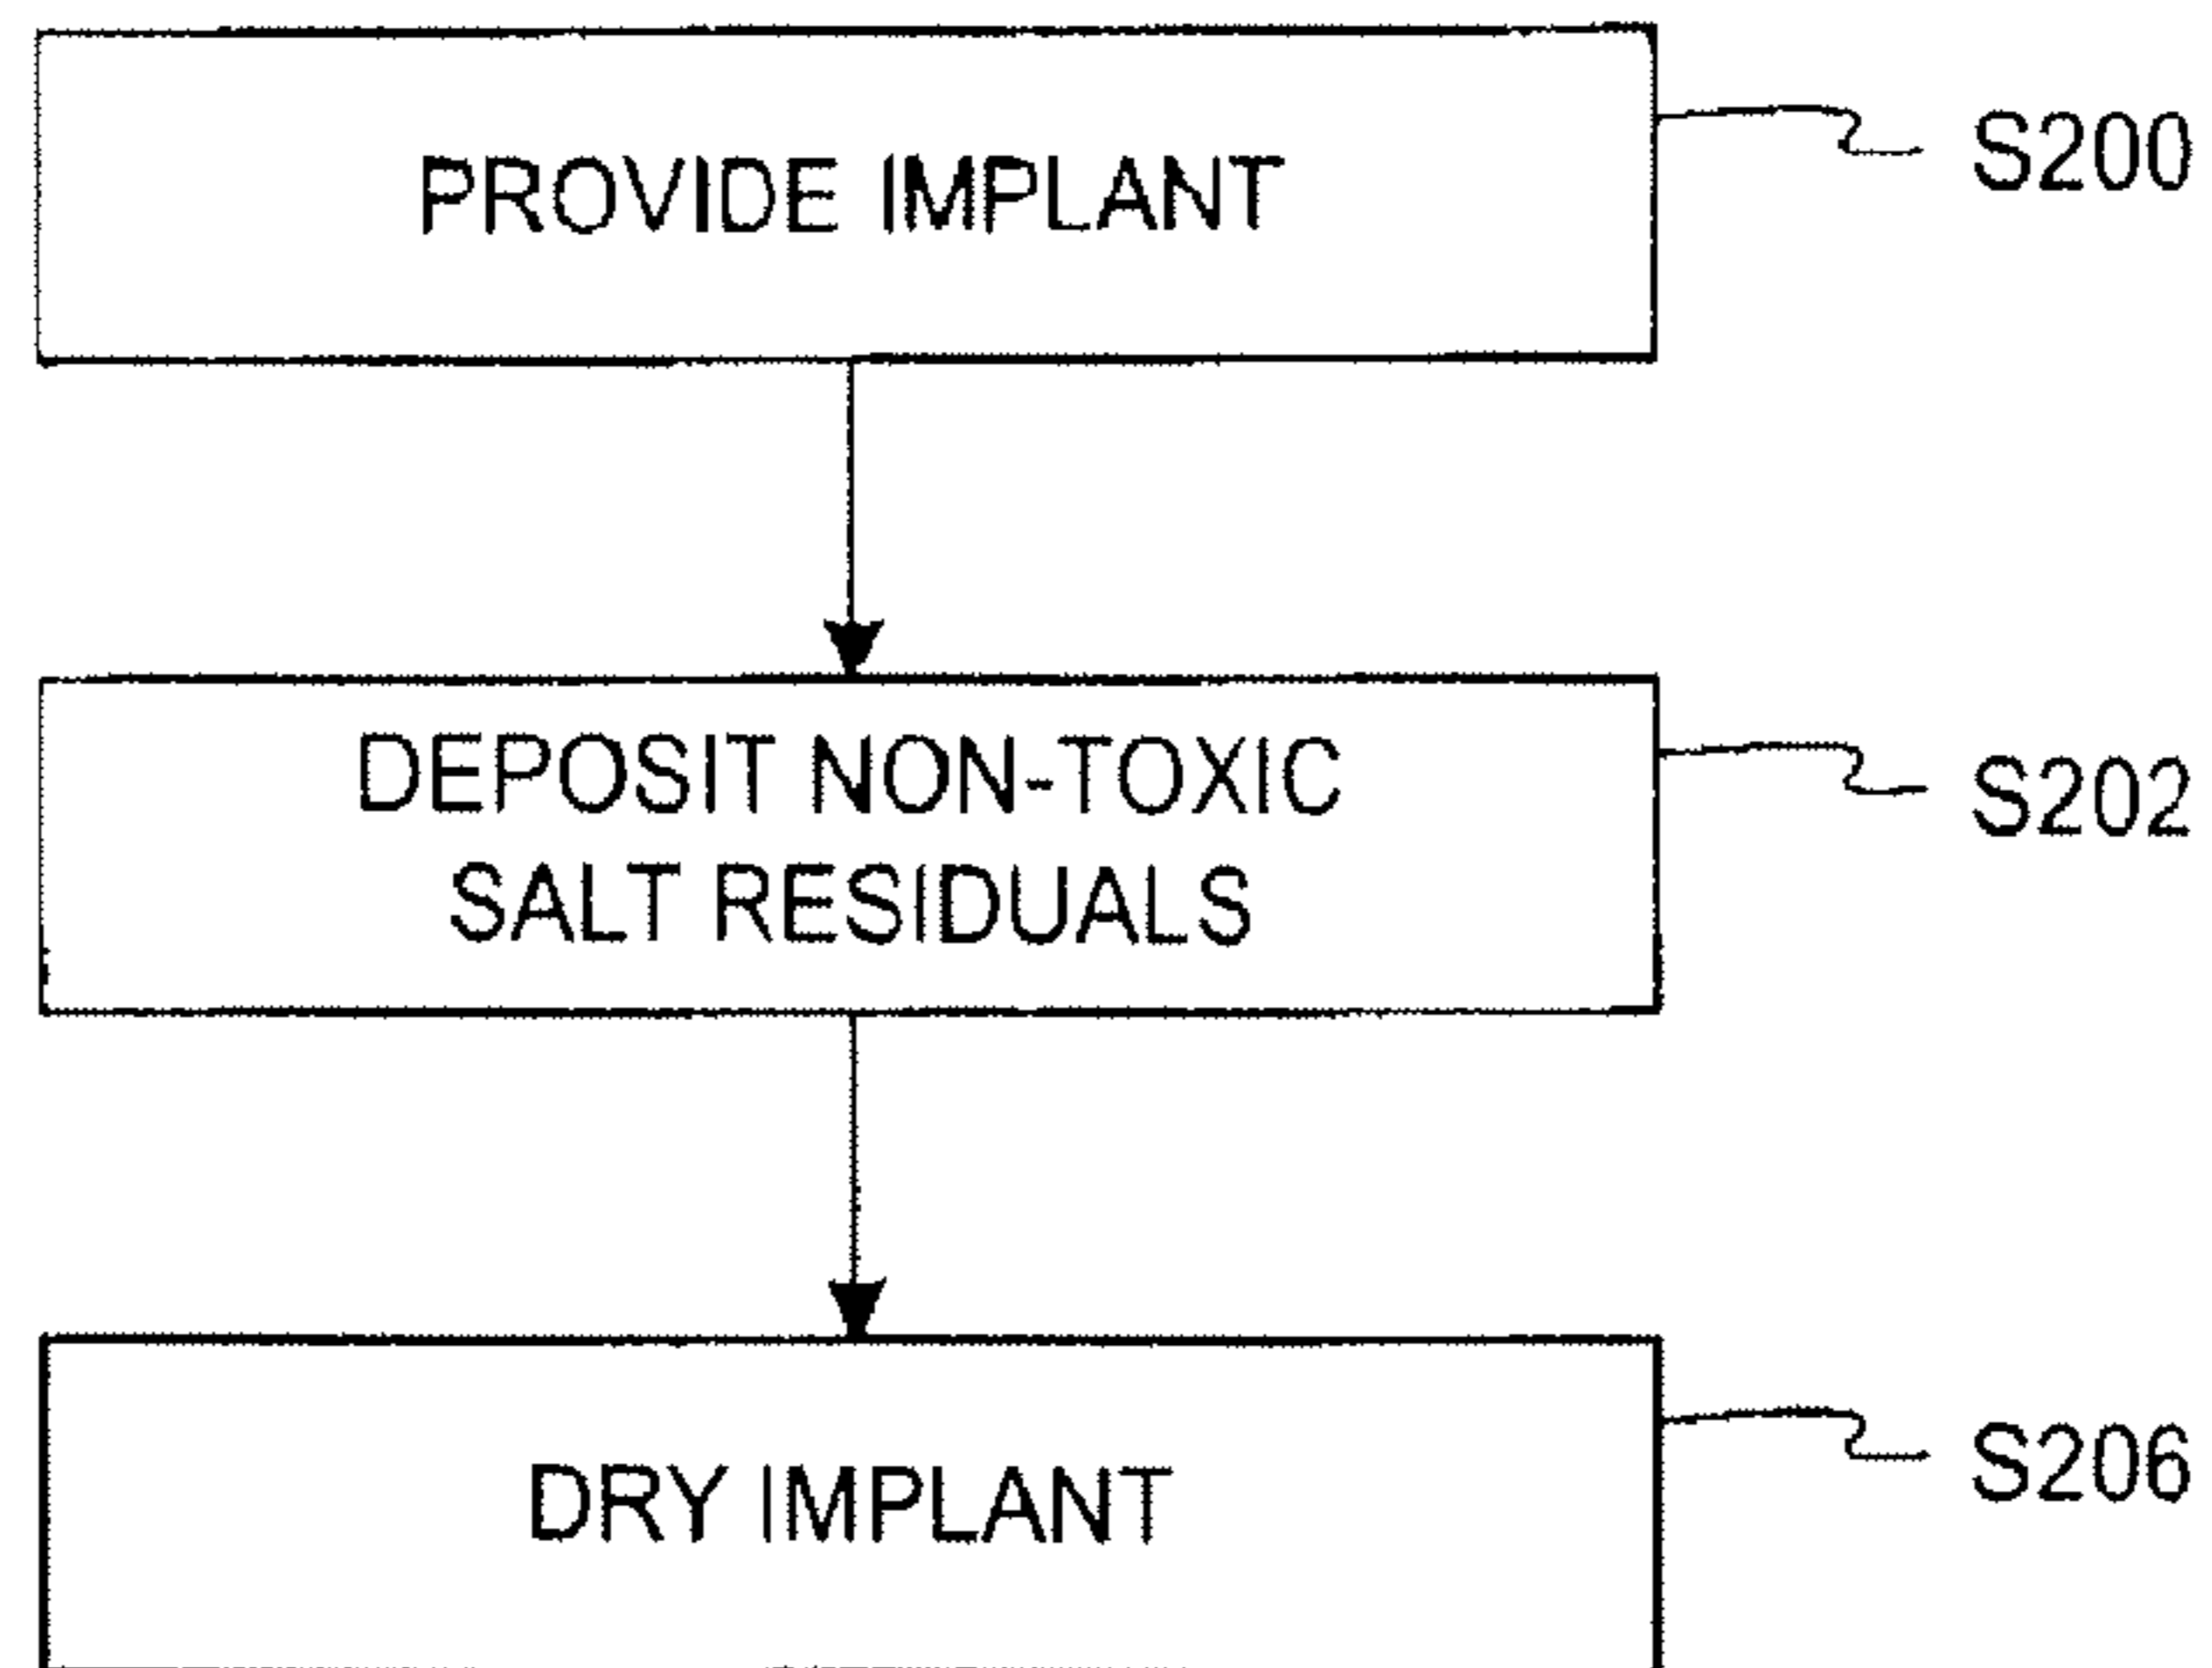 PROVIDE IMPLANT
S200
DEPOSIT NON-TOXIC
SALT RESIDUALS
S202
DRY IMPLANT
S206